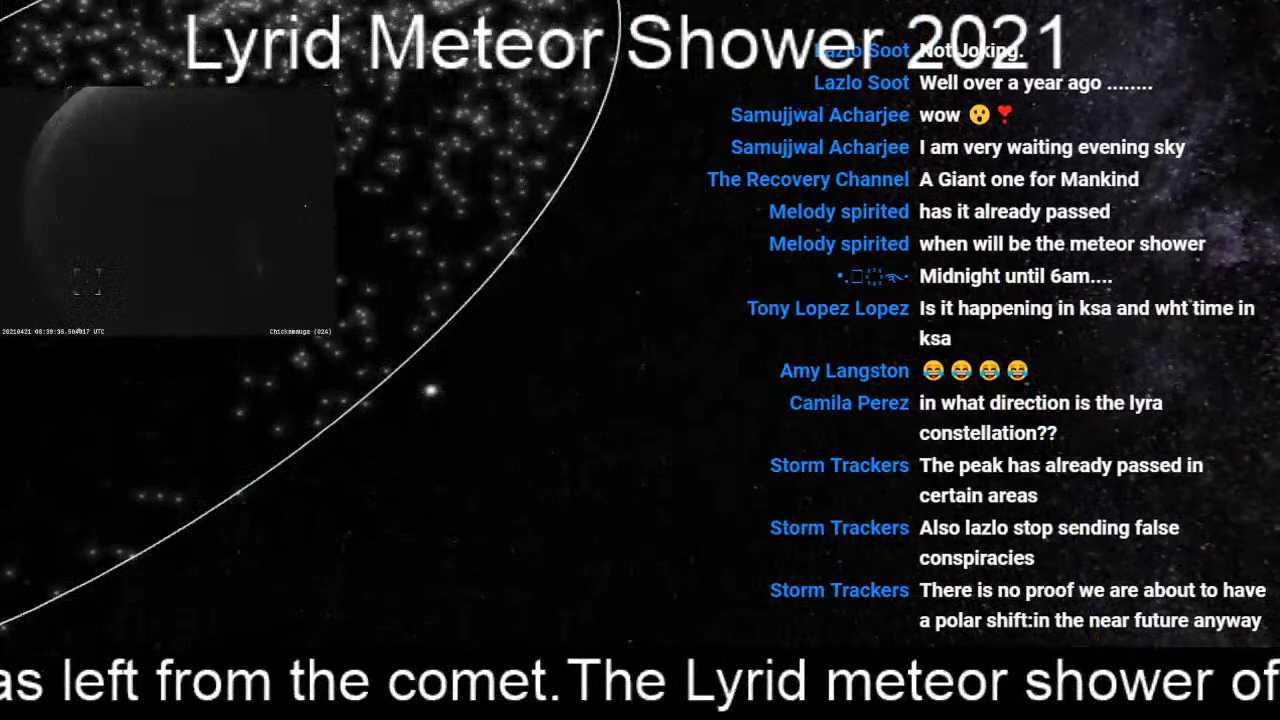 Lyrid Meteor Shower 2021
Lazlo Soot Not Joking.
Lazlo Soot Well over a year ago ........
Samujjwal Acharjee wow 😮 ❣
Samujjwal Acharjee I am very waiting evening sky
The Recovery Channel A Giant one for Mankind
Melody spirited has it already passed
Melody spirited when will be the meteor shower
Midnight until 6am....
Tony Lopez Lopez Is it happening in ksa and wht time in
ksa
Amy Langston 😂 😂 😂 😂
Camila Perez in what direction is the lyra
constellation??
Storm Trackers The peak has already passed in
certain areas
Storm Trackers Also lazlo stop sending false
conspiracies
Storm Trackers There is no proof we are about to have
a polar shift:in the near future anyway
UTC Chickamauga (02A)
as left from the comet. The Lyrid meteor shower of